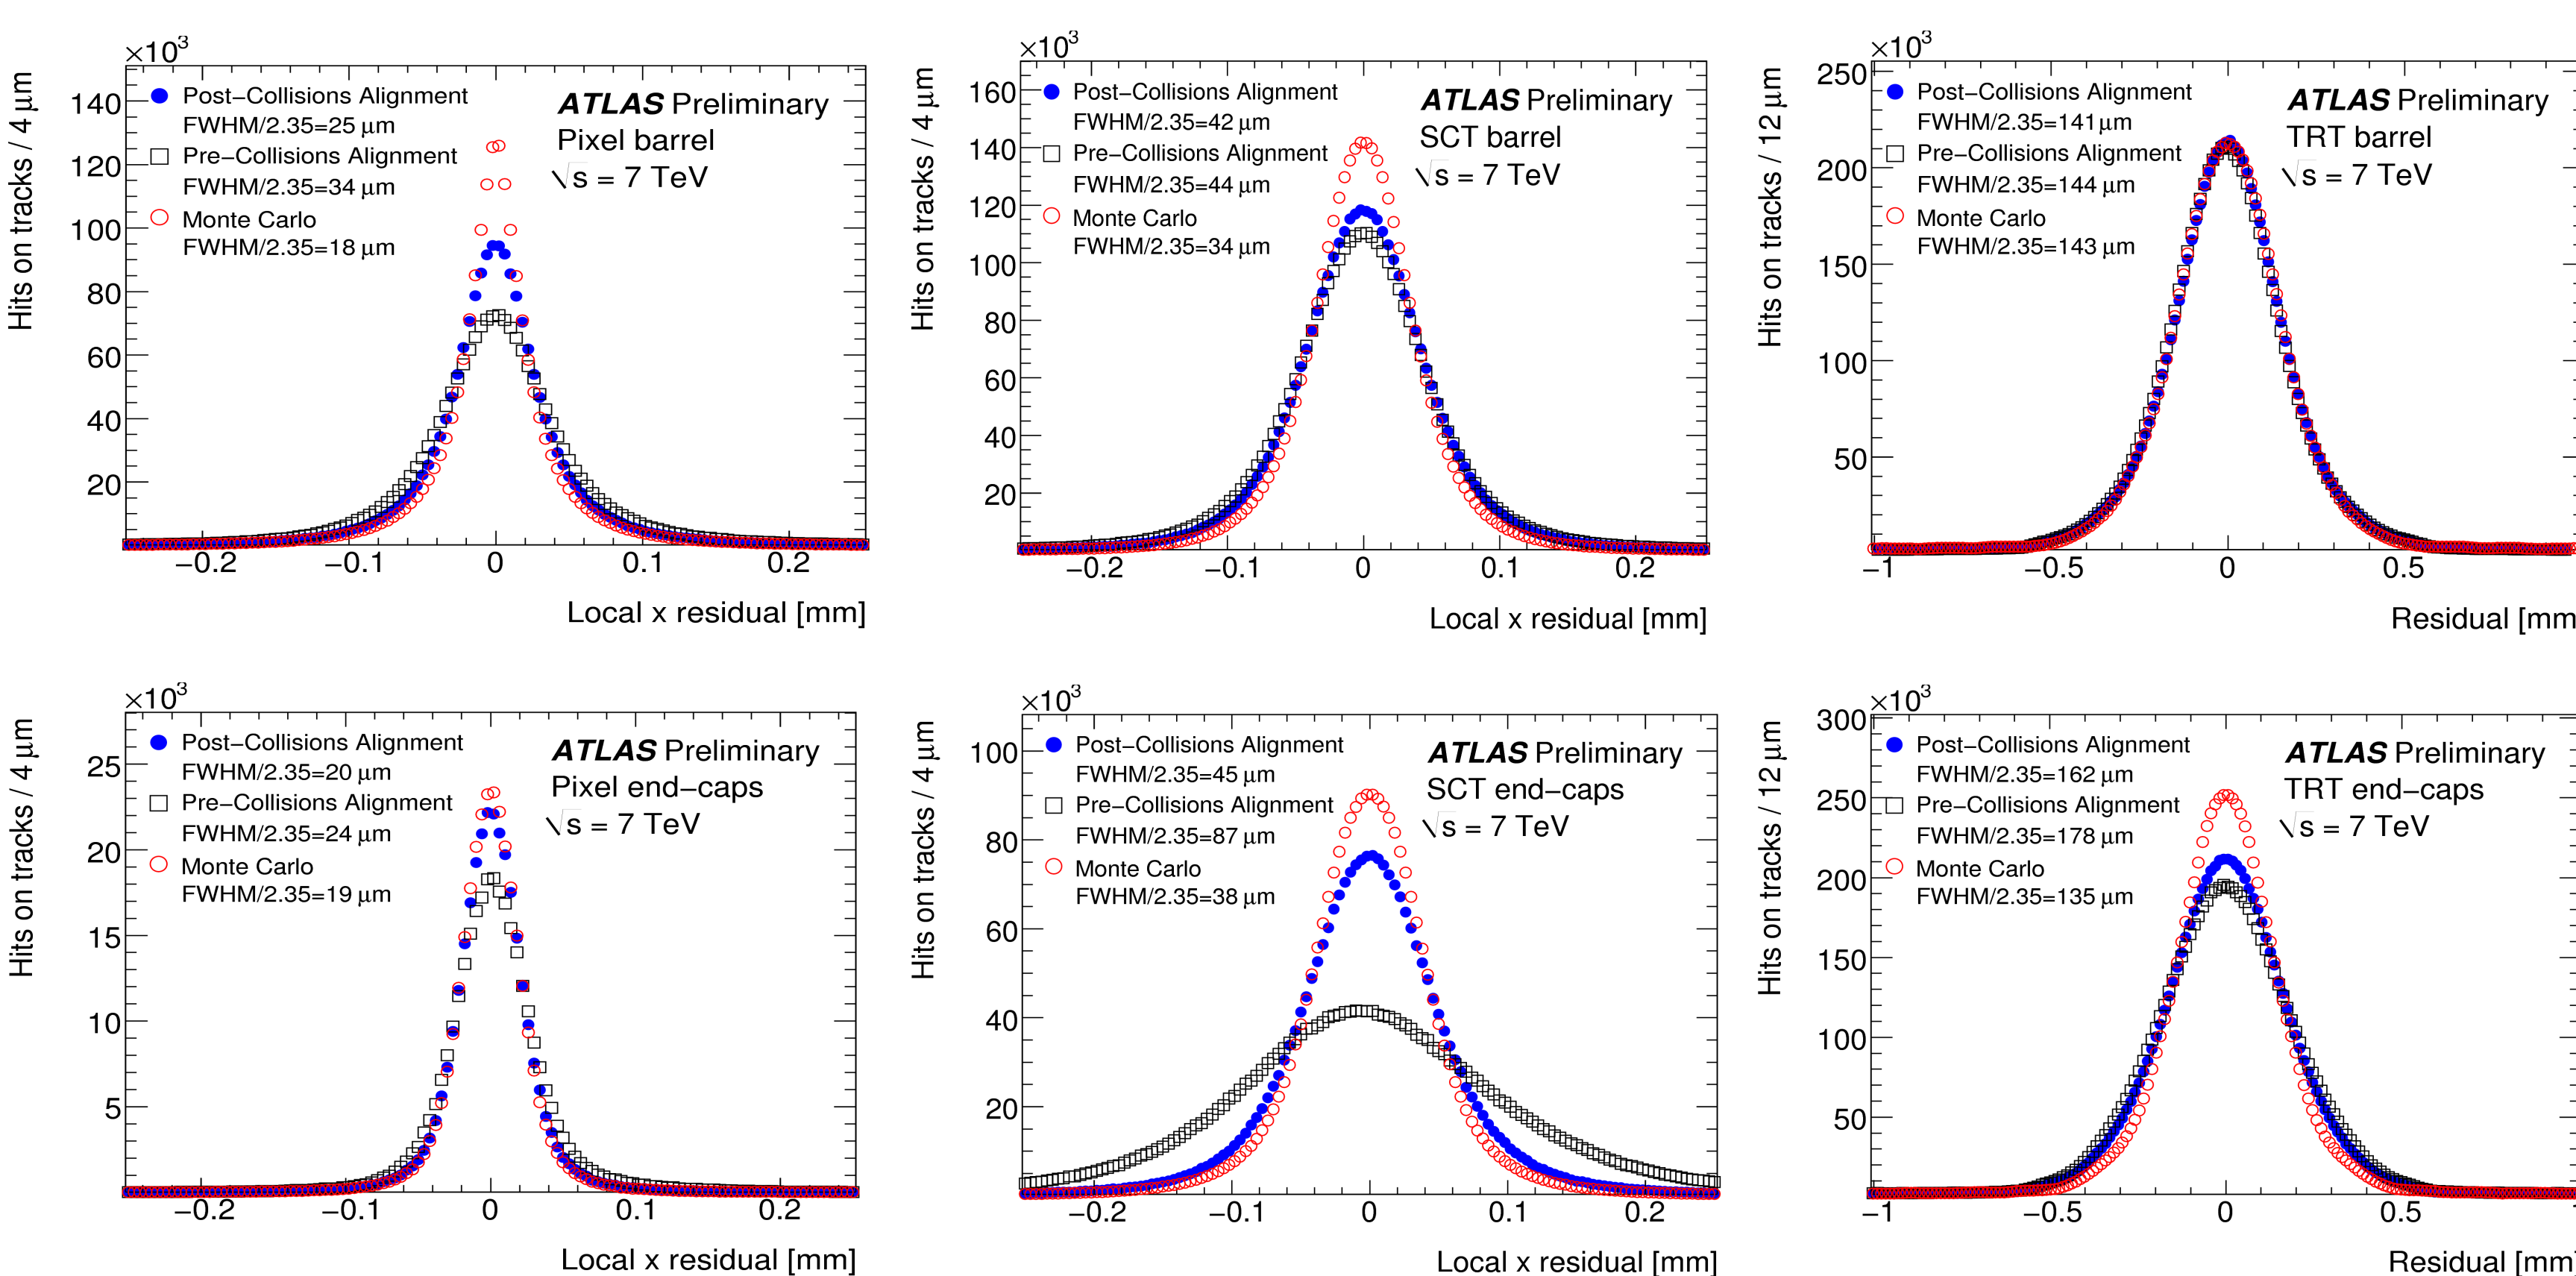 ×10³
Hits on tracks / 4 μm
Post−Collisions Alignment
FWHM/2.35=25 μm
Pre−Collisions Alignment
FWHM/2.35=34 μm
Monte Carlo
FWHM/2.35=18 μm
ATLAS Preliminary
Pixel barrel
√s = 7 TeV
140
120
100
80
60
40
20
−0.2 −0.1 0 0.1 0.2
Local x residual [mm]
×10³
Hits on tracks / 4 μm
Post−Collisions Alignment
FWHM/2.35=42 μm
Pre−Collisions Alignment
FWHM/2.35=44 μm
Monte Carlo
FWHM/2.35=34 μm
ATLAS Preliminary
SCT barrel
√s = 7 TeV
160
140
120
100
80
60
40
20
−0.2 −0.1 0 0.1 0.2
Local x residual [mm]
×10³
Hits on tracks / 12 μm
Post−Collisions Alignment
FWHM/2.35=141 μm
Pre−Collisions Alignment
FWHM/2.35=144 μm
Monte Carlo
FWHM/2.35=143 μm
ATLAS Preliminary
TRT barrel
√s = 7 TeV
250
200
150
100
50
−1 −0.5 0 0.5
Residual [mm
×10³
Hits on tracks / 4 μm
Post−Collisions Alignment
FWHM/2.35=20 μm
Pre−Collisions Alignment
FWHM/2.35=24 μm
Monte Carlo
FWHM/2.35=19 μm
ATLAS Preliminary
Pixel end−caps
√s = 7 TeV
25
20
15
10
5
−0.2 −0.1 0 0.1 0.2
Local x residual [mm]
×10³
Hits on tracks / 4 μm
Post−Collisions Alignment
FWHM/2.35=45 μm
Pre−Collisions Alignment
FWHM/2.35=87 μm
Monte Carlo
FWHM/2.35=38 μm
ATLAS Preliminary
SCT end−caps
√s = 7 TeV
100
80
60
40
20
−0.2 −0.1 0 0.1 0.2
Local x residual [mm]
×10³
Hits on tracks / 12 μm
Post−Collisions Alignment
FWHM/2.35=162 μm
Pre−Collisions Alignment
FWHM/2.35=178 μm
Monte Carlo
FWHM/2.35=135 μm
ATLAS Preliminary
TRT end−caps
√s = 7 TeV
300
250
200
150
100
50
−1 −0.5 0 0.5
Residual [mm